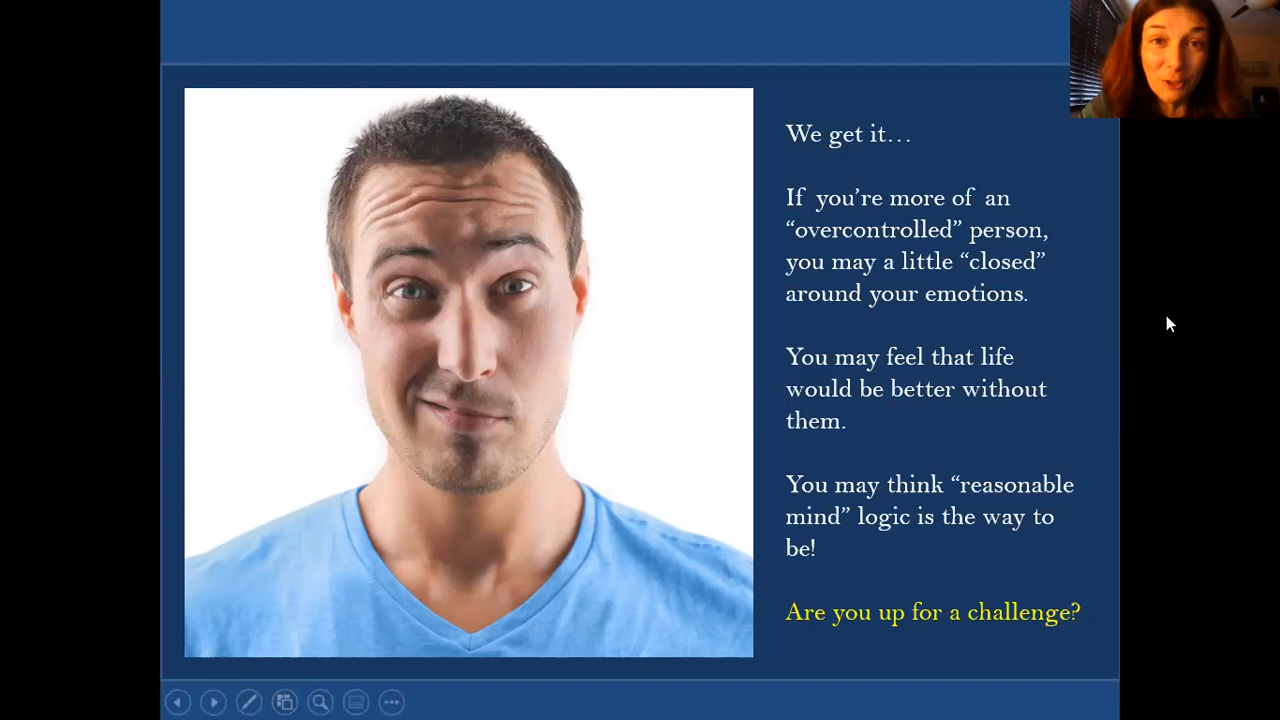 We get it…
If you’re more of an
“overcontrolled” person,
you may a little “closed”
around your emotions.
You may feel that life
would be better without
them.
You may think “reasonable
mind” logic is the way to
be!
Are you up for a challenge?